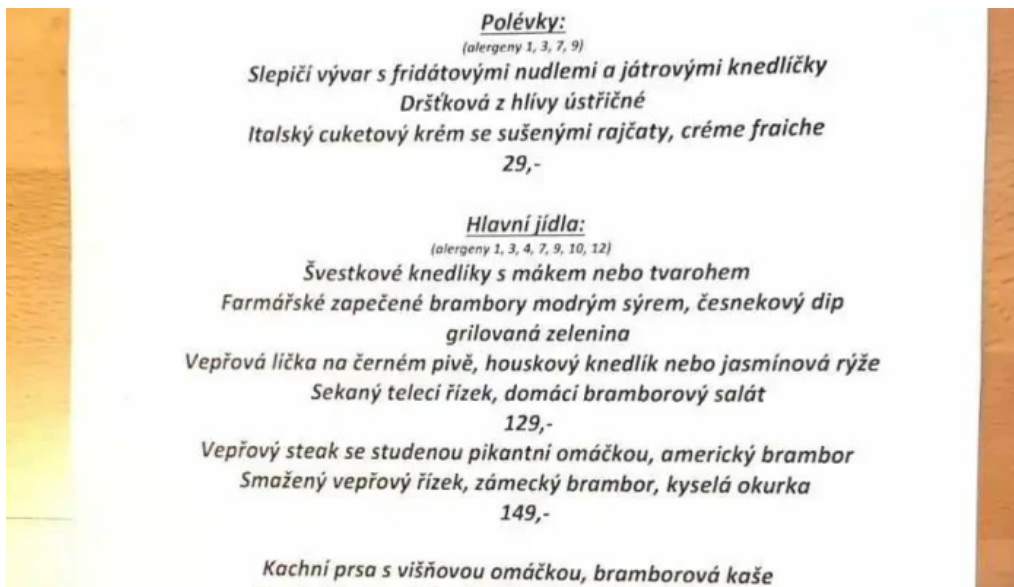 Polévky:
(alergeny 1, 3, 7, 9)
Slepičí vývar s fridátovými nudlemi a játrovými knedlíčky
Dršťková z hlívy ústřičné
Italský cuketový krém se sušenými rajčaty, créme fraiche
29,-
Hlavní jídla:
(alergeny 1, 3, 4, 7, 9, 10, 12)
Švestkové knedlíky s mákem nebo tvarohem
Farmářské zapečené brambory modrým sýrem, česnekový dip
grilovaná zelenina
Vepřová líčka na černém pivě, houskový knedlík nebo jasmínová rýže
Sekaný telecí řízek, domácí bramborový salát
129,-
Vepřový steak se studenou pikantní omáčkou, americký brambor
Smažený vepřový řízek, zámecký brambor, kyselá okurka
149,-
Kachní prsa s višňovou omáčkou, bramborová kaše